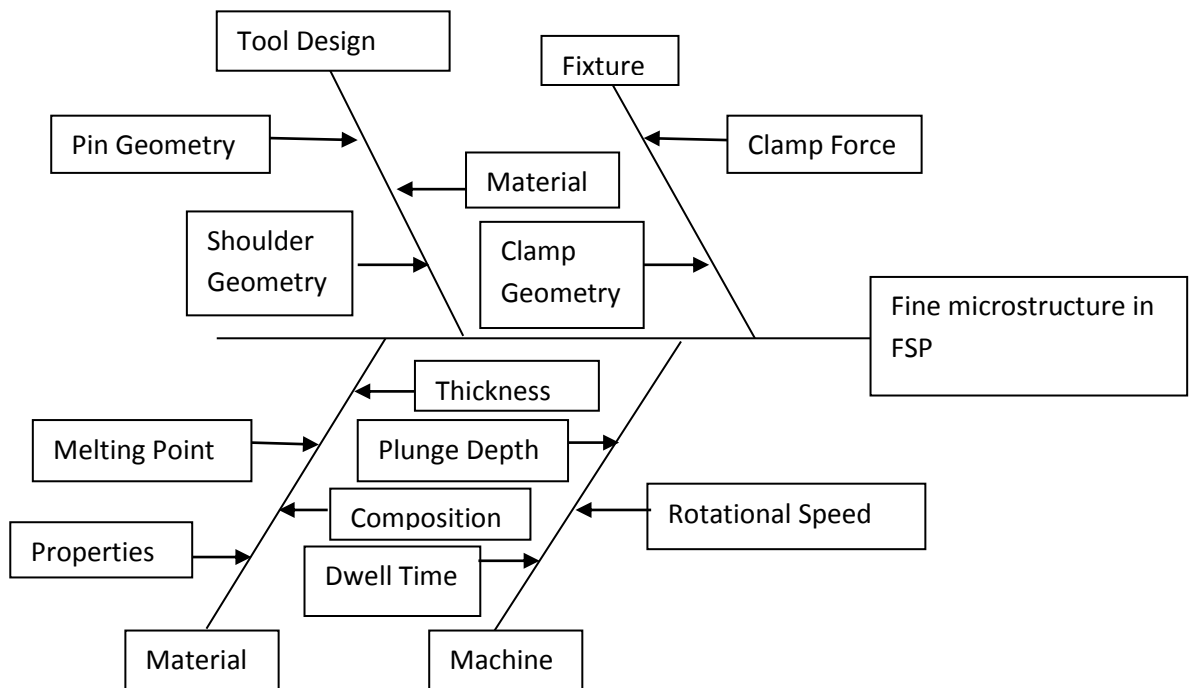 Tool Design
Fixture
Pin Geometry
Clamp Force
Material
Shoulder
Geometry
Clamp
Geometry
Fine microstructure in
FSP
Thickness
Melting Point
Plunge Depth
Composition
Rotational Speed
Properties
Dwell Time
Material
Machine